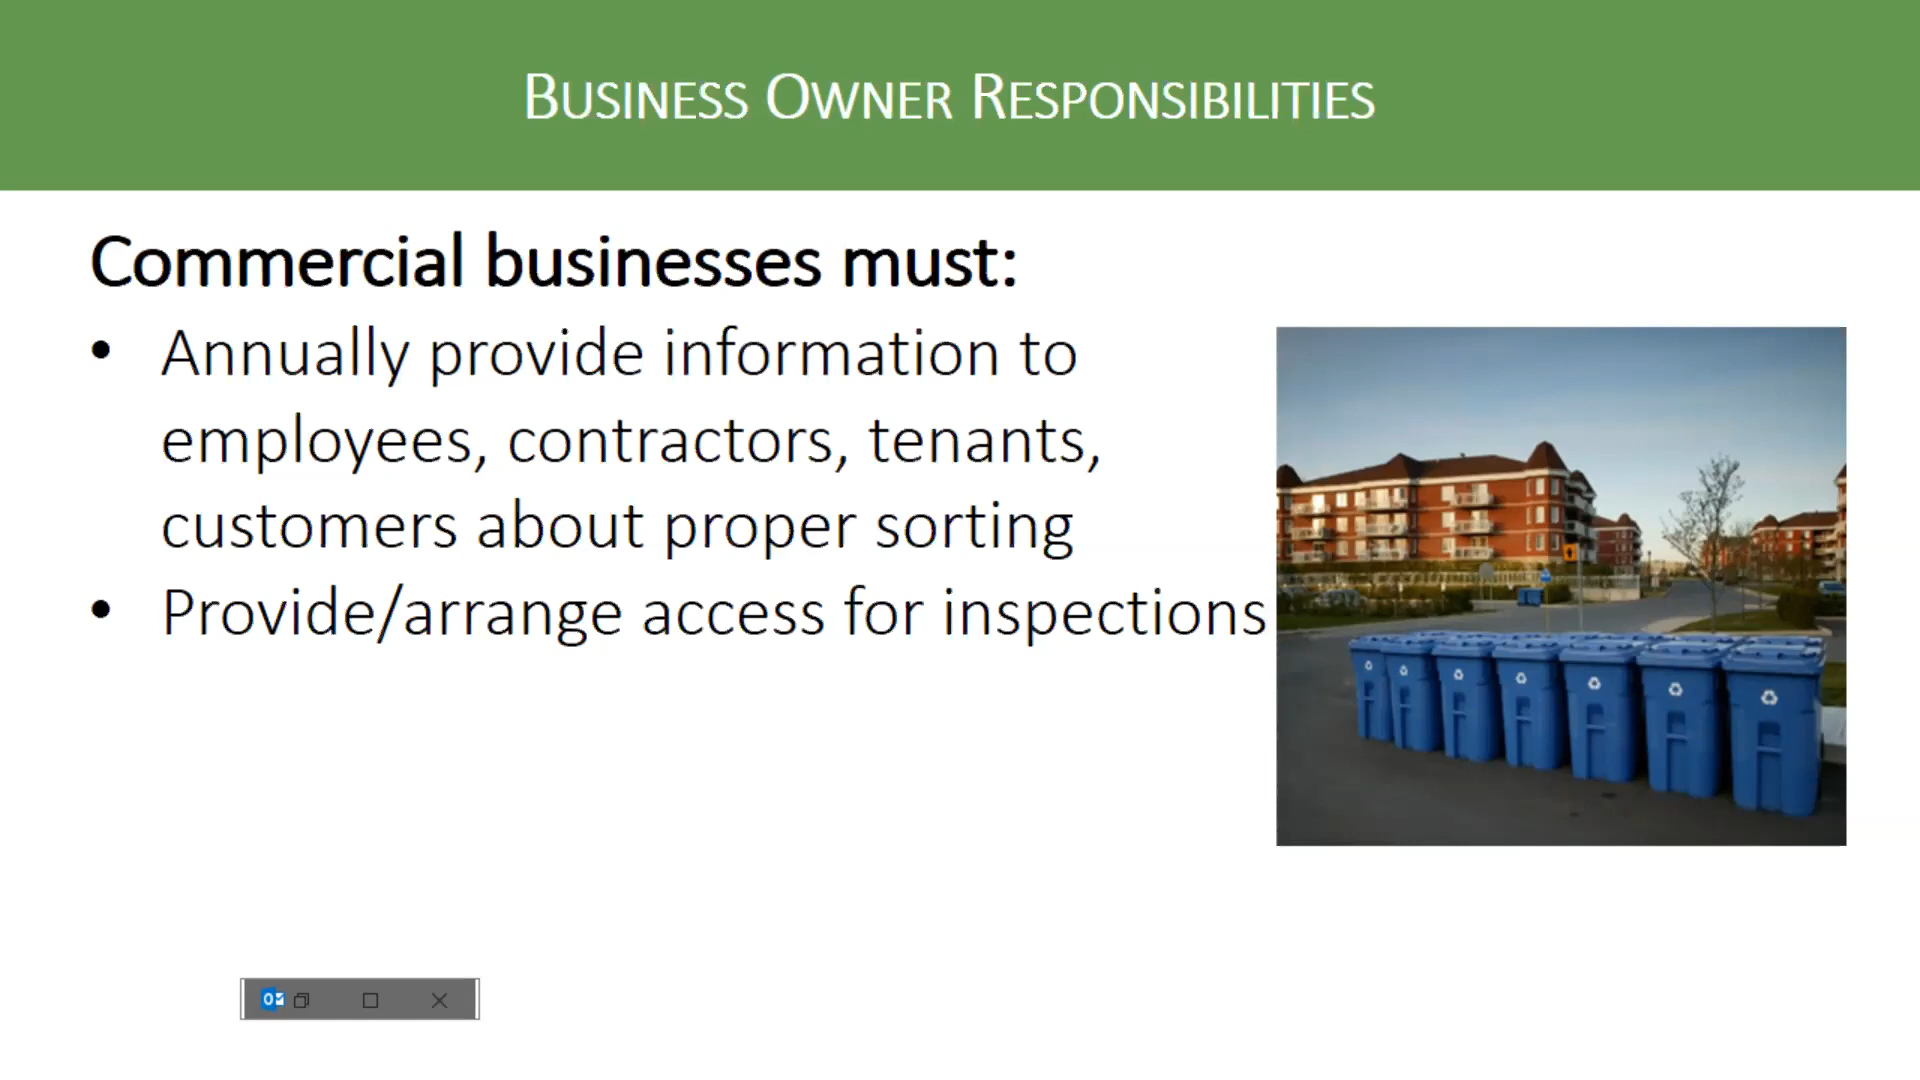 BUSINESS OWNER RESPONSIBILITIES
Commercial businesses must:
• Annually provide information to
employees, contractors, tenants,
customers about proper sorting
• Provide/arrange access for inspections